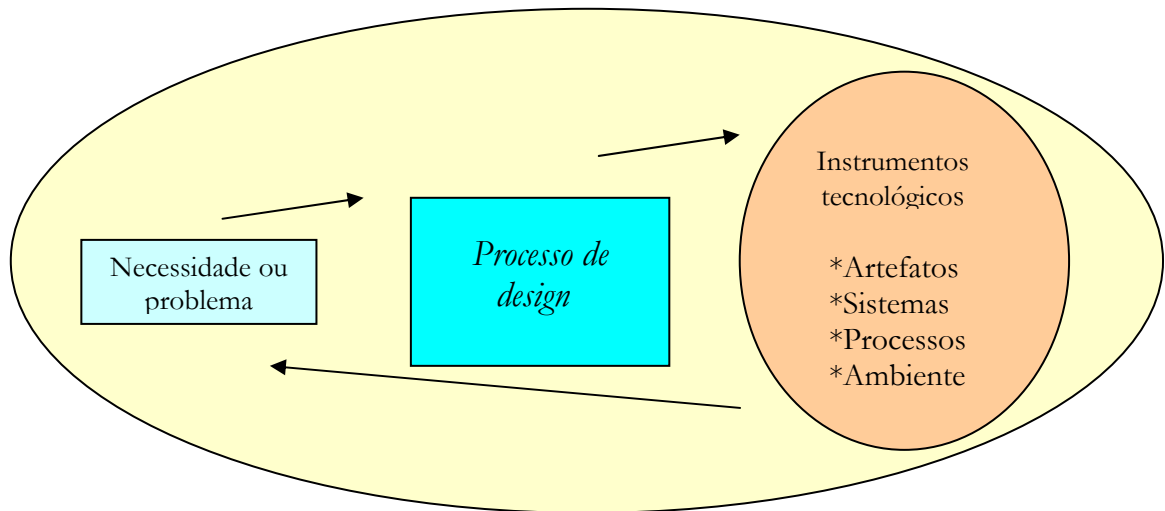 Necessidade ou
problema
Processo de
design
Instrumentos
tecnológicos
*Artefatos
*Sistemas
*Processos
*Ambiente